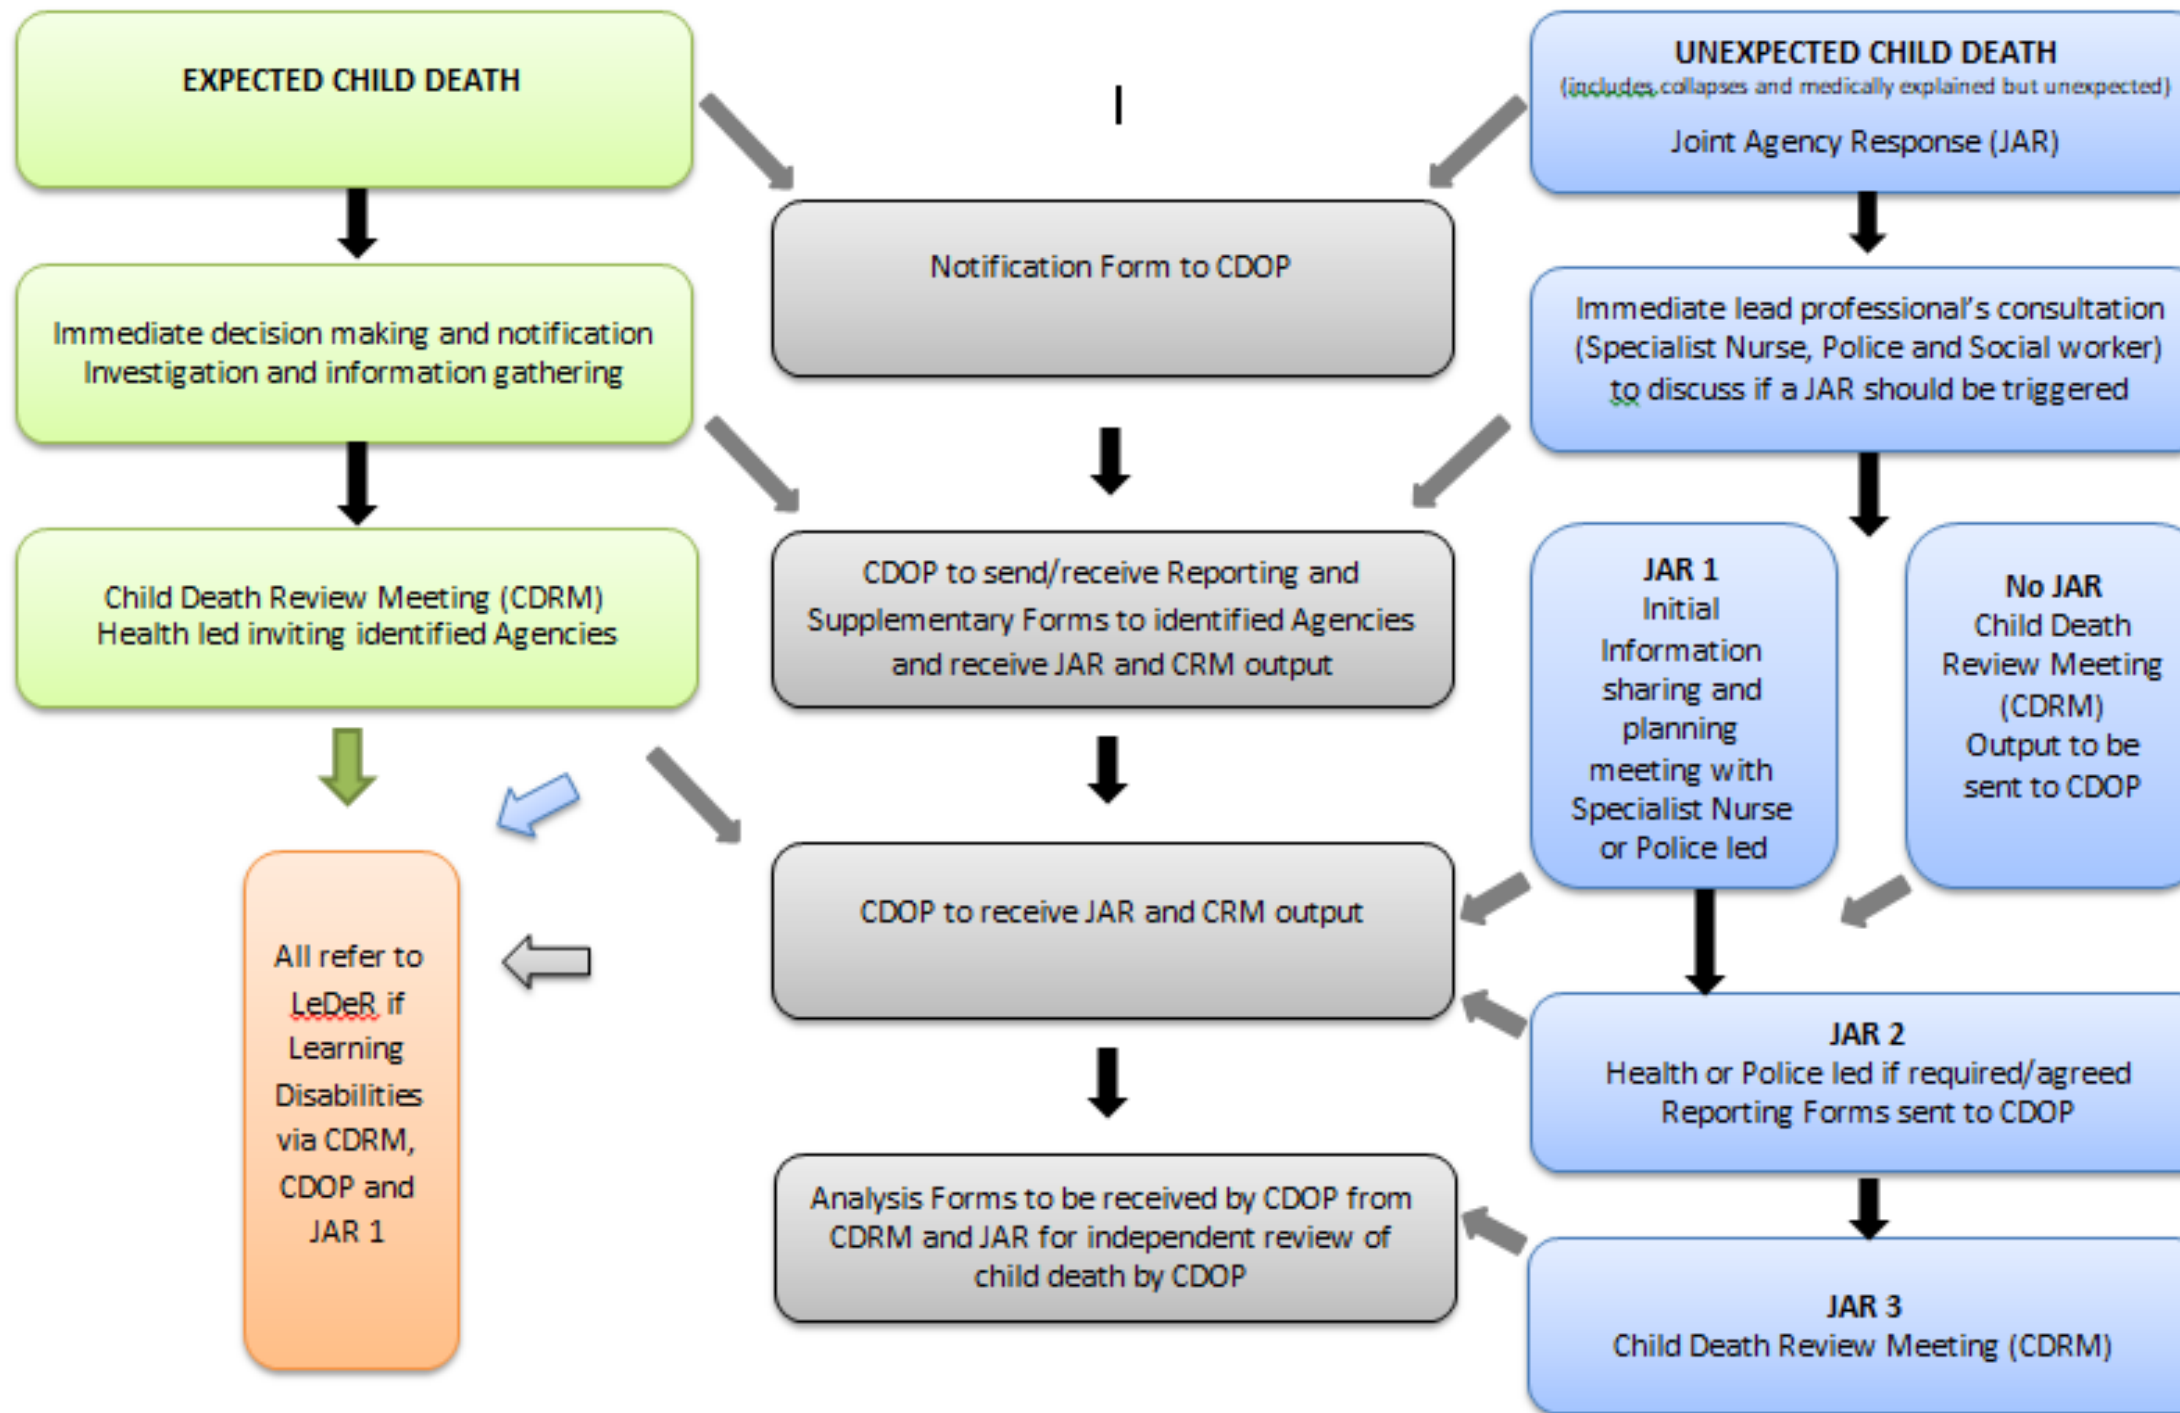 EXPECTED CHILD DEATH
Immediate decision making and notification
Investigation and information gathering
Child Death Review Meeting (CDRM)
Health led inviting identified Agencies
All refer to
LeDeR if
Learning
Disabilities
via CDRM,
CDOP and
JAR 1
Notification Form to CDOP
CDOP to send/receive Reporting and
Supplementary Forms to identified Agencies
and receive JAR and CRM output
CDOP to receive JAR and CRM output
Analysis Forms to be received by CDOP from
CDRM and JAR for independent review of
child death by CDOP
UNEXPECTED CHILD DEATH
(includes collapses and medically explained but unexpected)
Joint Agency Response (JAR)
Immediate lead professional's consultation
(Specialist Nurse, Police and Social worker)
to discuss if a JAR should be triggered
JAR 1
Initial
Information
sharing and
planning
meeting with
Specialist Nurse
or Police led
No JAR
Child Death
Review Meeting
(CDRM)
Output to be
sent to CDOP
JAR 2
Health or Police led if required/agreed
Reporting Forms sent to CDOP
JAR 3
Child Death Review Meeting (CDRM)